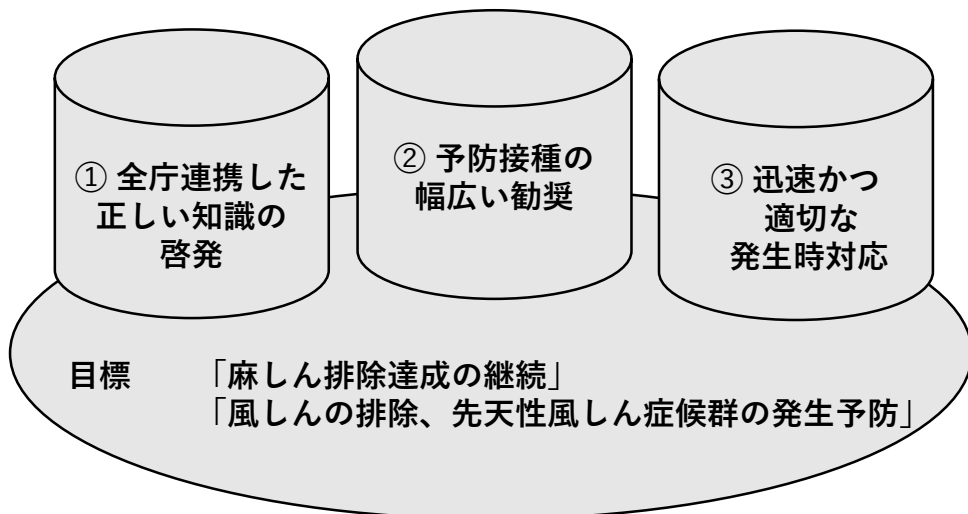 ① 全庁連携した
正しい知識の
啓発
② 予防接種の
幅広い勧奨
③ 迅速かつ
適切な
発生時対応
目標 「麻しん排除達成の継続」
「風しんの排除、先天性風しん症候群の発生予防」